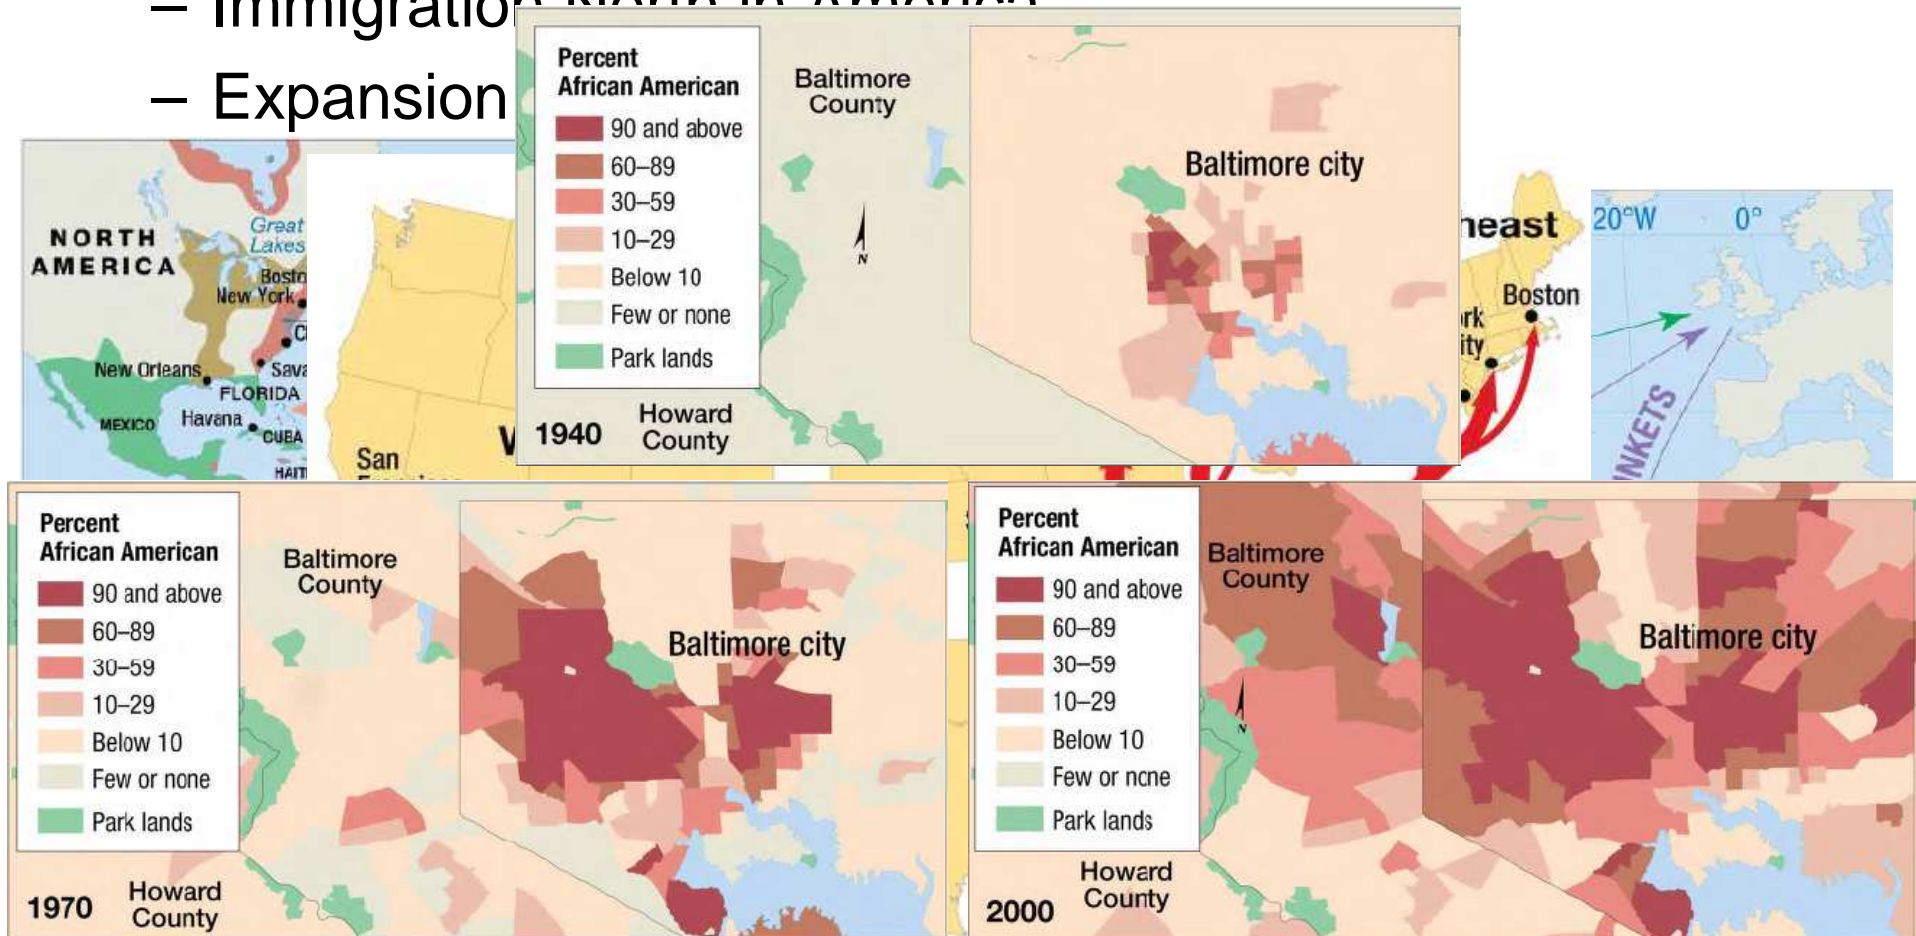 – Immigration North in America
– Expansion
Percent
African American
90 and above
60–89
30–59
10–29
Below 10
Few or none
Park lands
Baltimore
County
Baltimore city
N
1940
Howard
County
NORTH
AMERICA
Great
Lakes
New York
New Orleans
FLORIDA
MEXICO
Havana
CUBA
San
Boston
20°W
0°
Percent
African American
90 and above
60–89
30–59
10–29
Below 10
Few or none
Park lands
Baltimore
County
Baltimore city
1970
Howard
County
Percent
African American
90 and above
60–89
30–59
10–29
Below 10
Few or none
Park lands
Baltimore
County
Baltimore city
N
2000
Howard
County